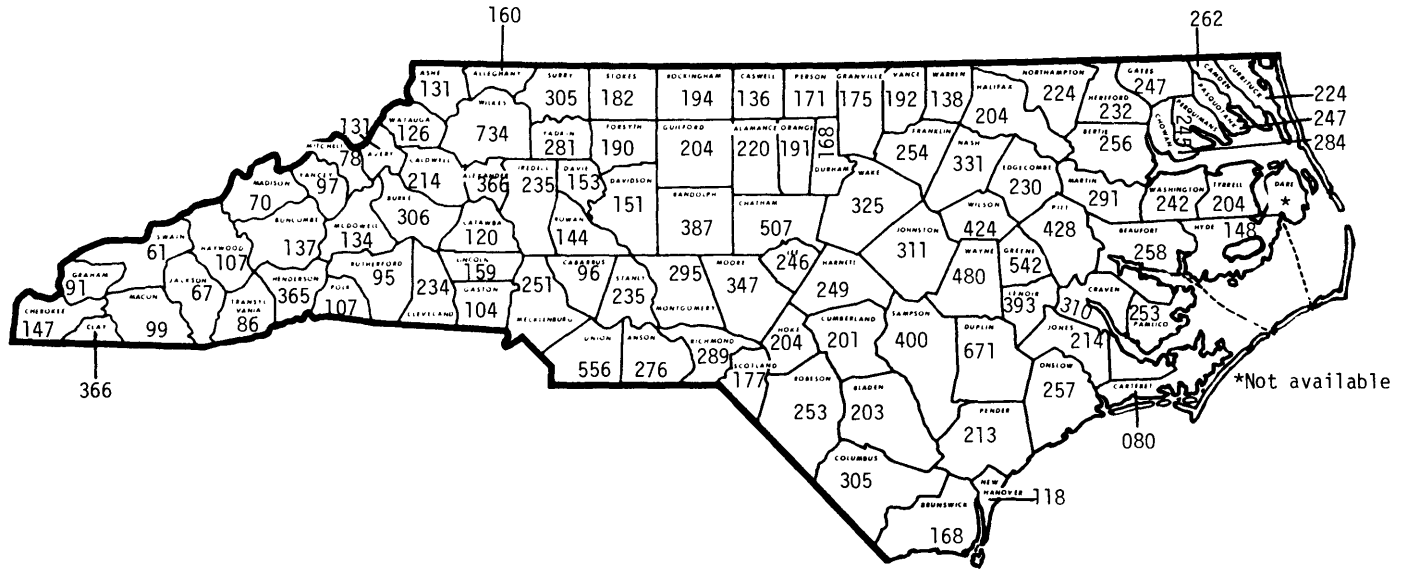 160
262
ASHE
131
ALLEGHANY
SURRY
305
STOKES
182
ROCKINGHAM
194
CASWELL
136
PERSON
171
GRANVILLE
175
VANCE
192
WARREN
138
HALIFAX
204
NORTHAMPTON
224
GATES
247
HERTFORD
232
CAMDEN
CURRITUCK
PASQUOTANK
PERQUIMANS
CHOWAN
224
247
284
131
WATAUGA
126
WILKES
734
YADKIN
281
FORSYTH
190
GUILFORD
204
ALAMANCE
220
ORANGE
191
168
DURHAM
FRANKLIN
254
NASH
331
BERTIE
256
MITCHELL
78
AVERY
CALDWELL
214
ALEXANDER
366
IREDELL
235
DAVIE
153
DAVIDSON
151
WAKE
325
EDGECOMBE
230
MARTIN
291
WASHINGTON
242
TYRRELL
204
DARE
*
MADISON
70
YANCEY
97
BURKE
306
CATAWBA
120
ROWAN
144
RANDOLPH
387
CHATHAM
507
WILSON
424
PITT
428
BEAUFORT
258
HYDE
148
SWAIN
61
HAYWOOD
107
BUNCOMBE
137
MCDOWELL
134
RUTHERFORD
95
LINCOLN
159
CABARRUS
96
STANLY
235
295
MONTGOMERY
MOORE
347
LEE
246
HARNETT
249
JOHNSTON
311
WAYNE
480
GREENE
542
GRAHAM
91
JACKSON
67
HENDERSON
365
POLK
107
234
CLEVELAND
GASTON
104
251
MECKLENBURG
LENOIR
393
CRAVEN
310
253
PAMLICO
CHEROKEE
147
CLAY
MACON
99
TRANSYL
VANIA
86
UNION
556
ANSON
276
RICHMOND
289
HOKE
204
CUMBERLAND
201
SAMPSON
400
DUPLIN
671
JONES
214
366
SCOTLAND
177
ROBESON
253
BLADEN
203
ONSLOW
257
CARTERET
*Not available
PENDER
213
080
COLUMBUS
305
NEW
HANOVER
118
BRUNSWICK
168